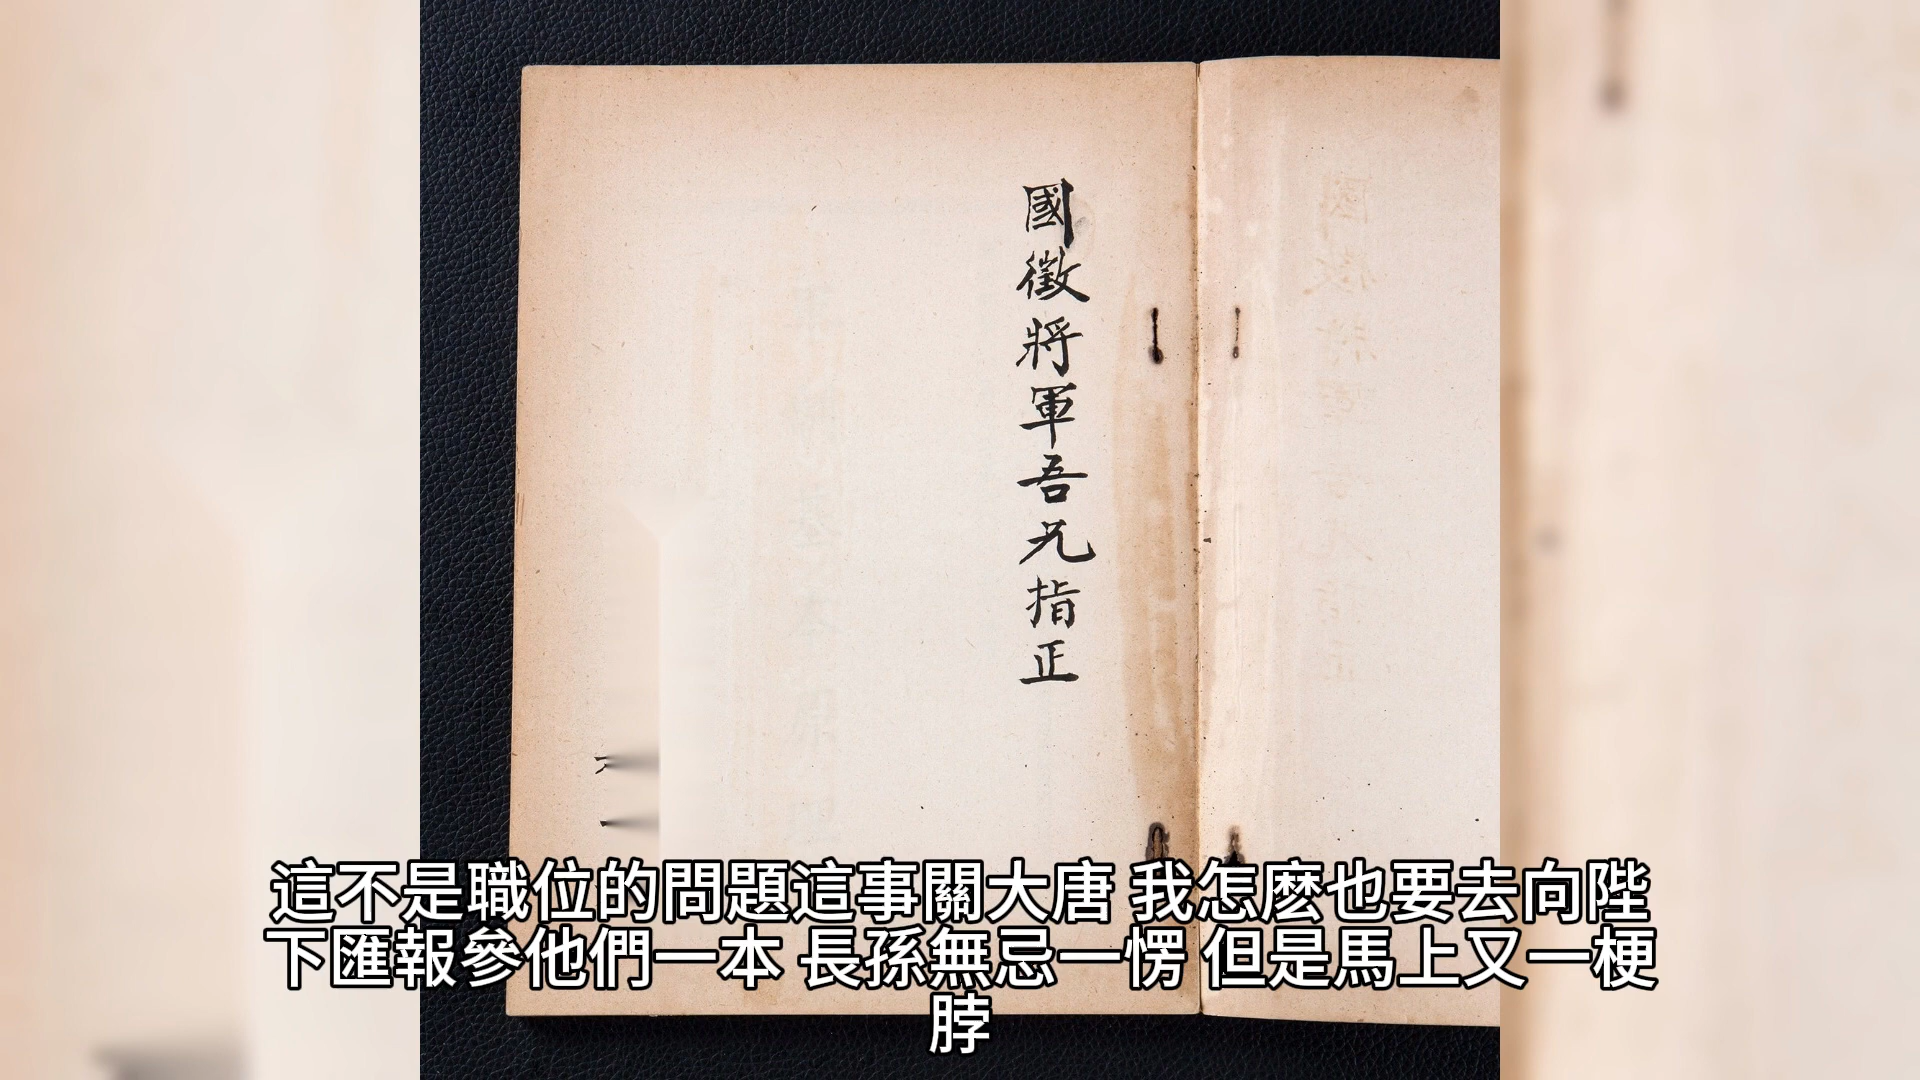 國徵將軍吾兄指正
這不是職位的問題這事關大唐 我怎麽也要去向陛
下匯報參他們一本 長孫無忌一愣 但是馬上又一梗
脖